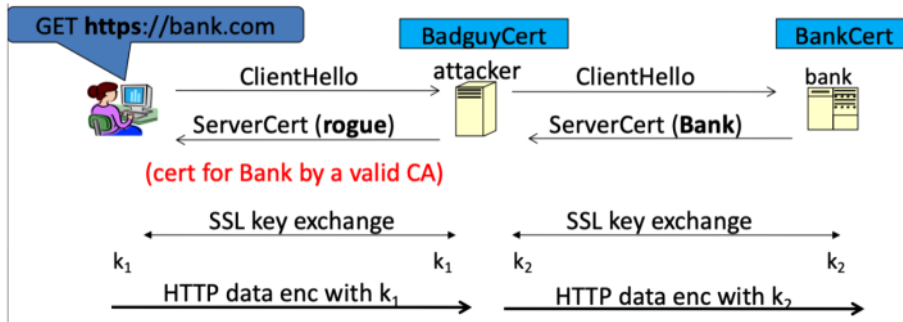 GET https://bank.com
BadguyCert
BankCert
attacker
bank
ClientHello
ClientHello
ServerCert (rogue)
ServerCert (Bank)
(cert for Bank by a valid CA)
SSL key exchange
SSL key exchange
k₁
k₁
k₂
k₂
HTTP data enc with k₁
HTTP data enc with k₂